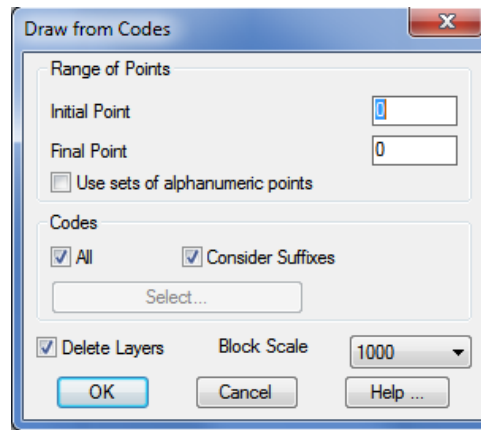 Draw from Codes
Range of Points
Initial Point 0
Final Point 0
Use sets of alphanumeric points
Codes
All Consider Suffixes
Select...
Delete Layers Block Scale 1000
OK Cancel Help ...